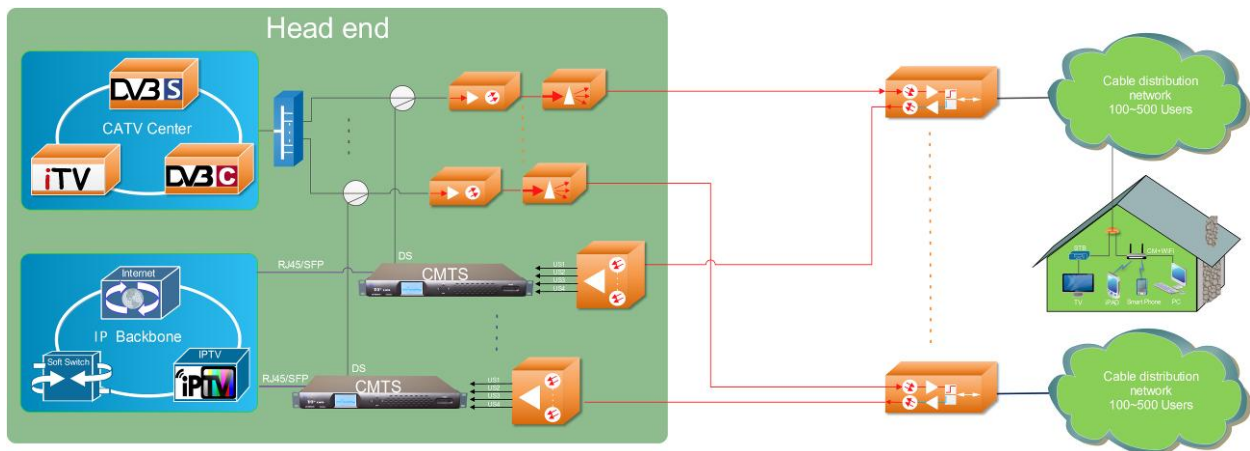 Head end
DVB S
CATV Center
iTV
DVB C
RJ45/SFP
DS
CMTS
US1
US2
US3
US4
Internet
IP Backbone
Soft Switch
IPTV
iPTV
RJ45/SFP
DS
CMTS
US1
US2
US3
US4
Cable distribution
network
100~500 Users
STB
CM+WiFi
TV
iPAD
Smart Phone
PC
Cable distribution
network
100~500 Users